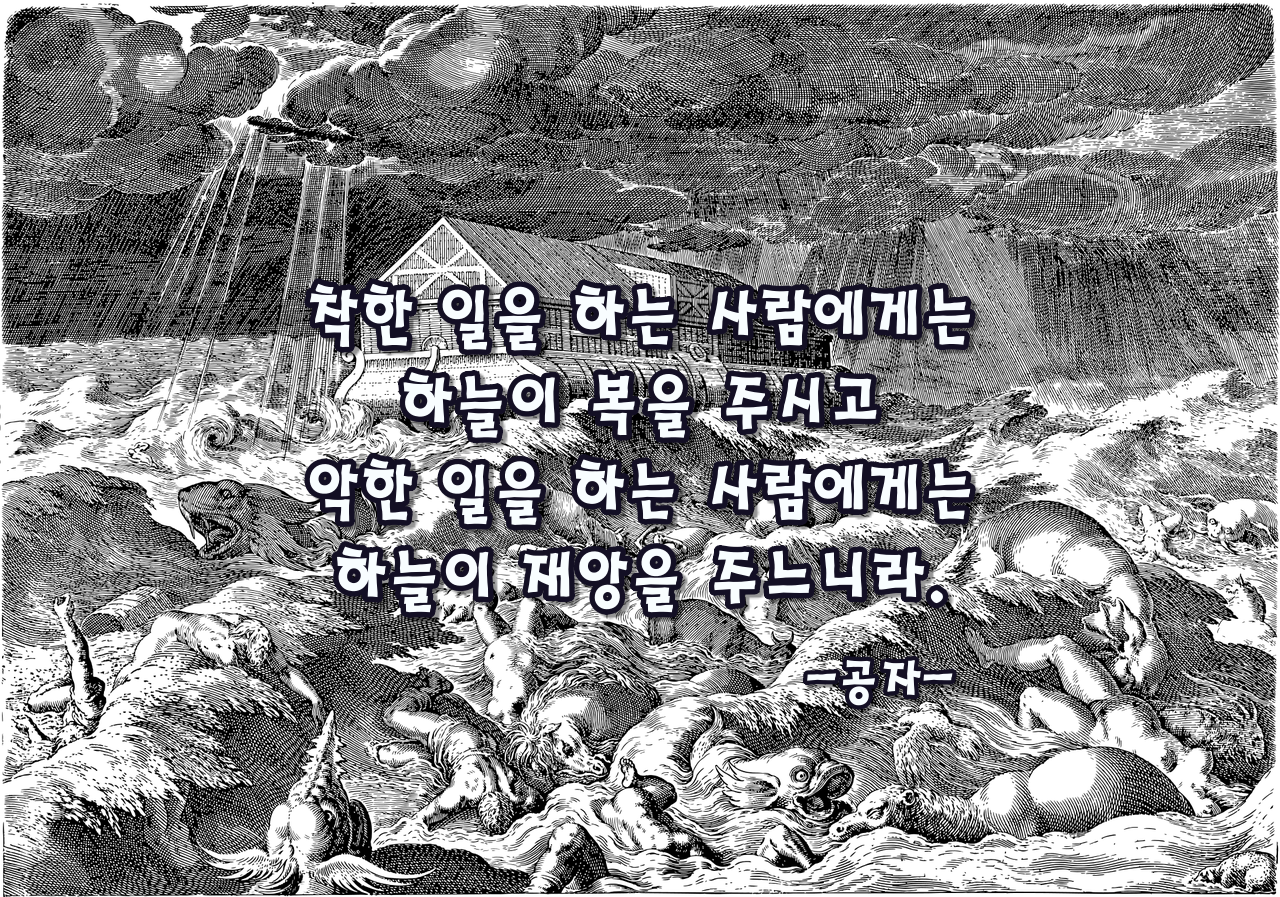 착한 일을 하는 사람에게는
하늘이 복을 주시고
악한 일을 하는 사람에게는
하늘이 재앙을 주느니라.
-공자-